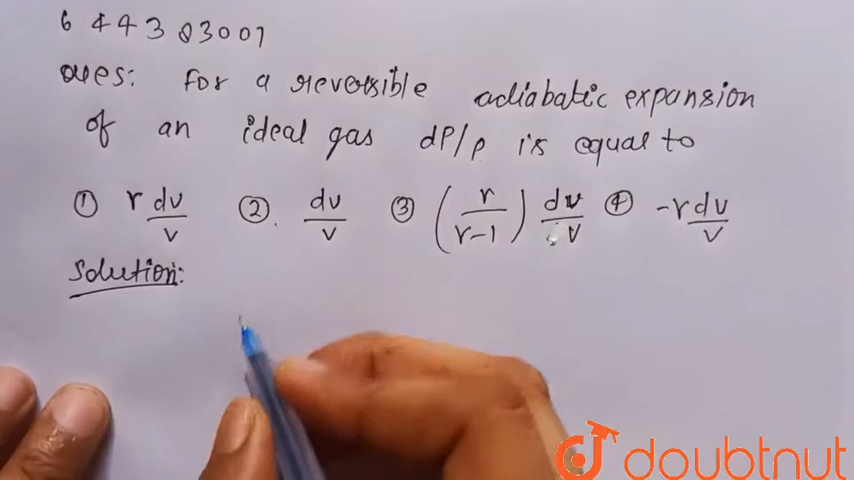 6 4 4 3 8 3 0 0 1
Ques: For a reversible adiabatic expansion
of an ideal gas dP/p is equal to
① r dv/v ② . dv/v ③ (r/r-1) dv/v ④ -r dv/v
Solution:
doubtnut